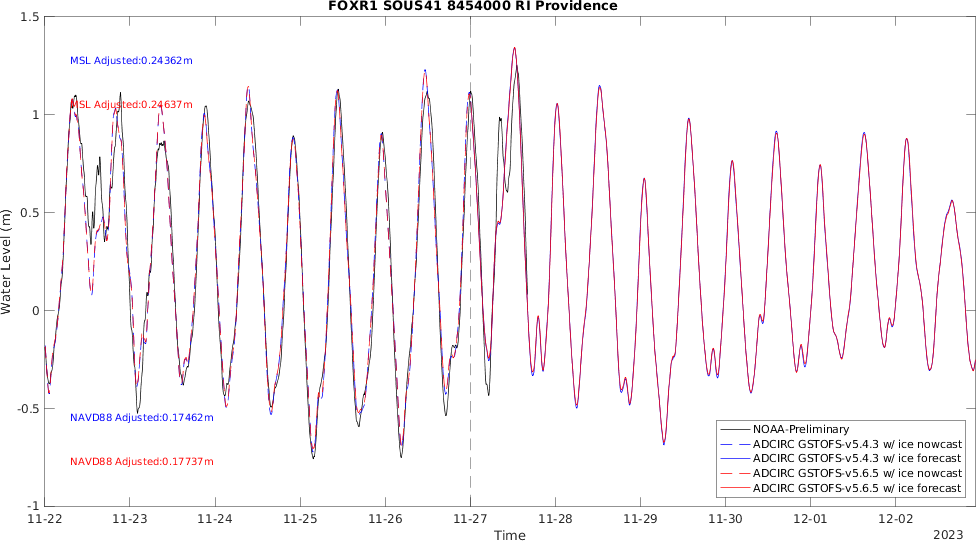 FOXR1 SOUS41 8454000 RI Providence
1.5
MSL Adjusted:0.24362m
MSL Adjusted:0.24637m
1
0.5
Water Level (m)
0
-0.5
NAVD88 Adjusted:0.17462m
NAVD88 Adjusted:0.17737m
-1
NOAA-Preliminary
ADCIRC GSTOFS-v5.4.3 w/ ice nowcast
ADCIRC GSTOFS-v5.4.3 w/ ice forecast
ADCIRC GSTOFS-v5.6.5 w/ ice nowcast
ADCIRC GSTOFS-v5.6.5 w/ ice forecast
11-22 11-23 11-24 11-25 11-26 11-27 11-28 11-29 11-30 12-01 12-02
Time
2023